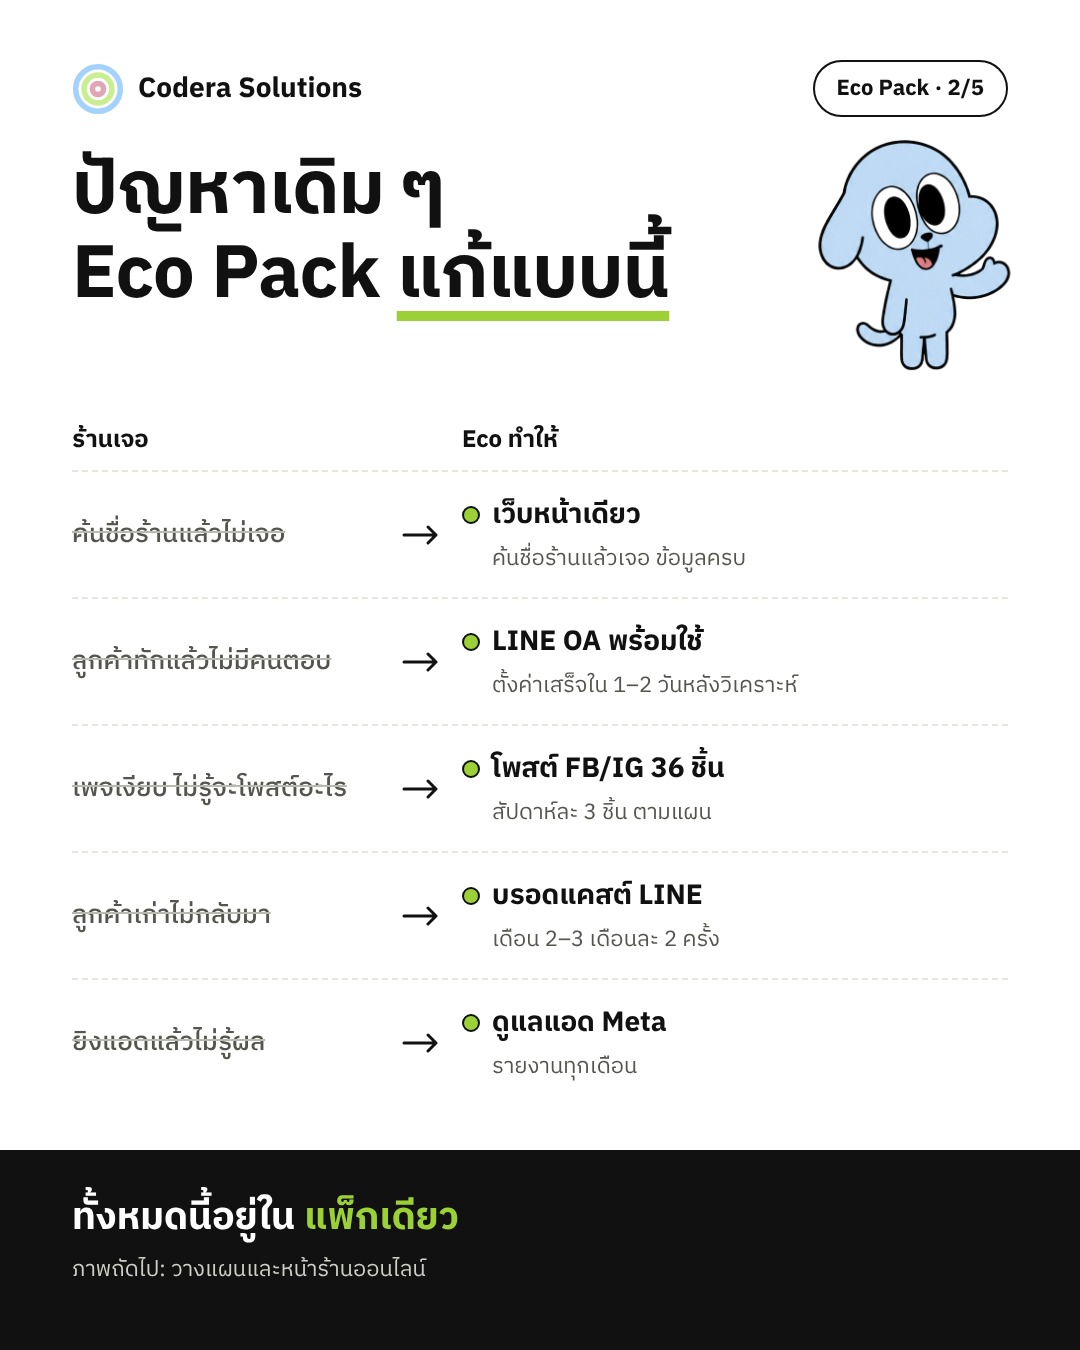 Codera Solutions
Eco Pack · 2/5
ปัญหาเดิม ๆ
Eco Pack แก้แบบนี้
ร้านเจอ
Eco ทำให้
ค้นชื่อร้านแล้วไม่เจอ
→
เว็บหน้าเดียว
ค้นชื่อร้านแล้วเจอ ข้อมูลครบ
ลูกค้าทักแล้วไม่มีคนตอบ
→
LINE OA พร้อมใช้
ตั้งค่าเสร็จใน 1–2 วันหลังวิเคราะห์
เพจเงียบ ไม่รู้จะโพสต์อะไร
→
โพสต์ FB/IG 36 ชิ้น
สัปดาห์ละ 3 ชิ้น ตามแผน
ลูกค้าเก่าไม่กลับมา
→
บรอดแคสต์ LINE
เดือน 2–3 เดือนละ 2 ครั้ง
ยิงแอดแล้วไม่รู้ผล
→
ดูแลแอด Meta
รายงานทุกเดือน
ทั้งหมดนี้อยู่ใน แพ็กเดียว
ภาพถัดไป: วางแผนและหน้าร้านออนไลน์